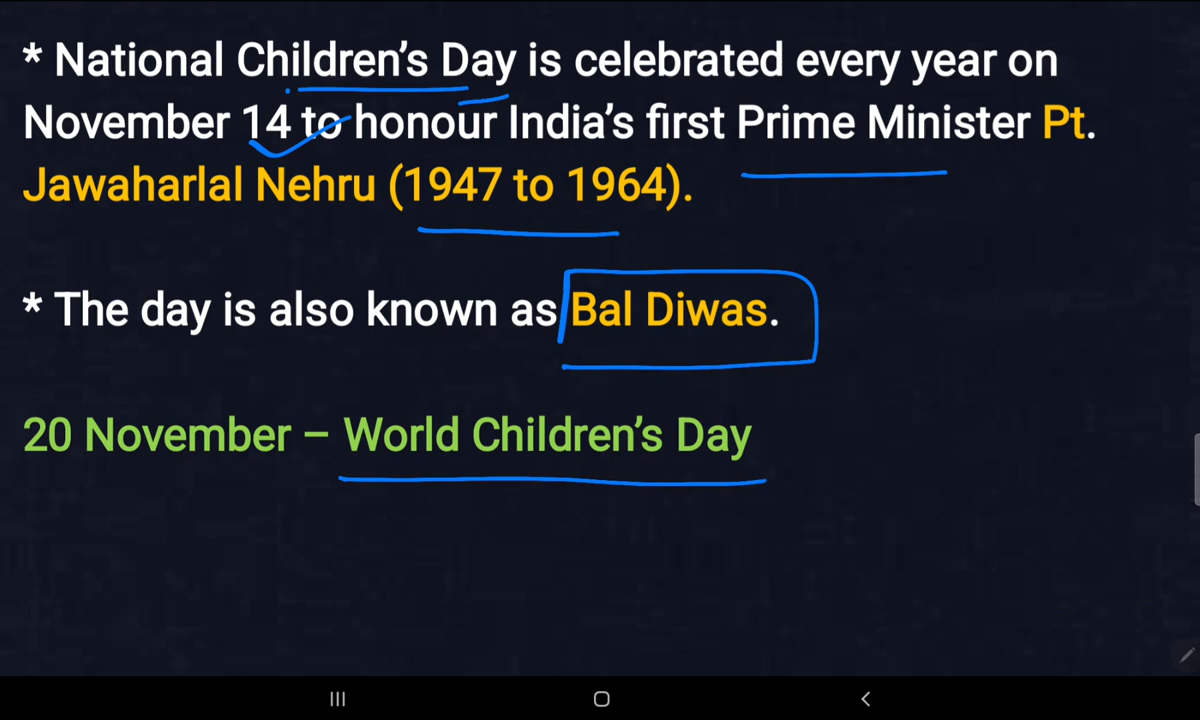 * National Children’s Day is celebrated every year on
November 14 to honour India’s first Prime Minister Pt.
Jawaharlal Nehru (1947 to 1964).
* The day is also known as Bal Diwas.
20 November – World Children’s Day